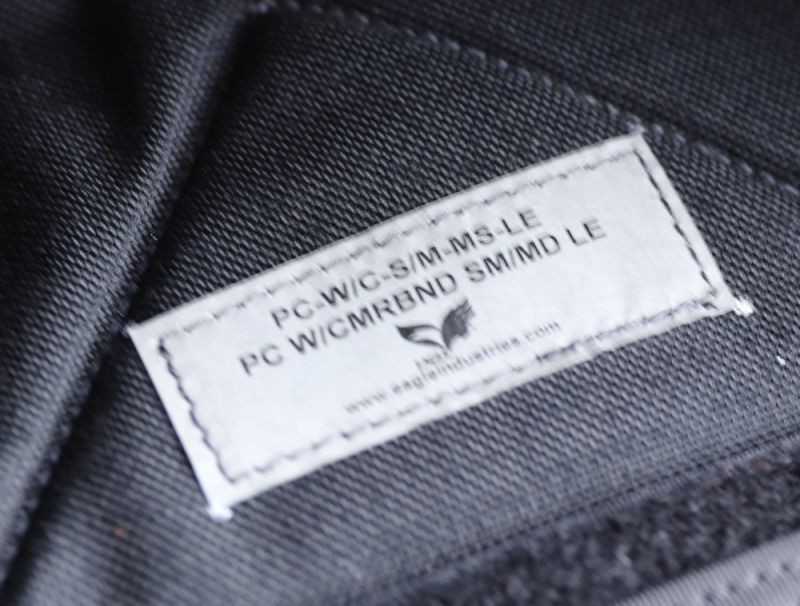 PC-W/C-S/M-MS-LE
PC W/CMRBND SM/MD LE
www.eagleindustries.com